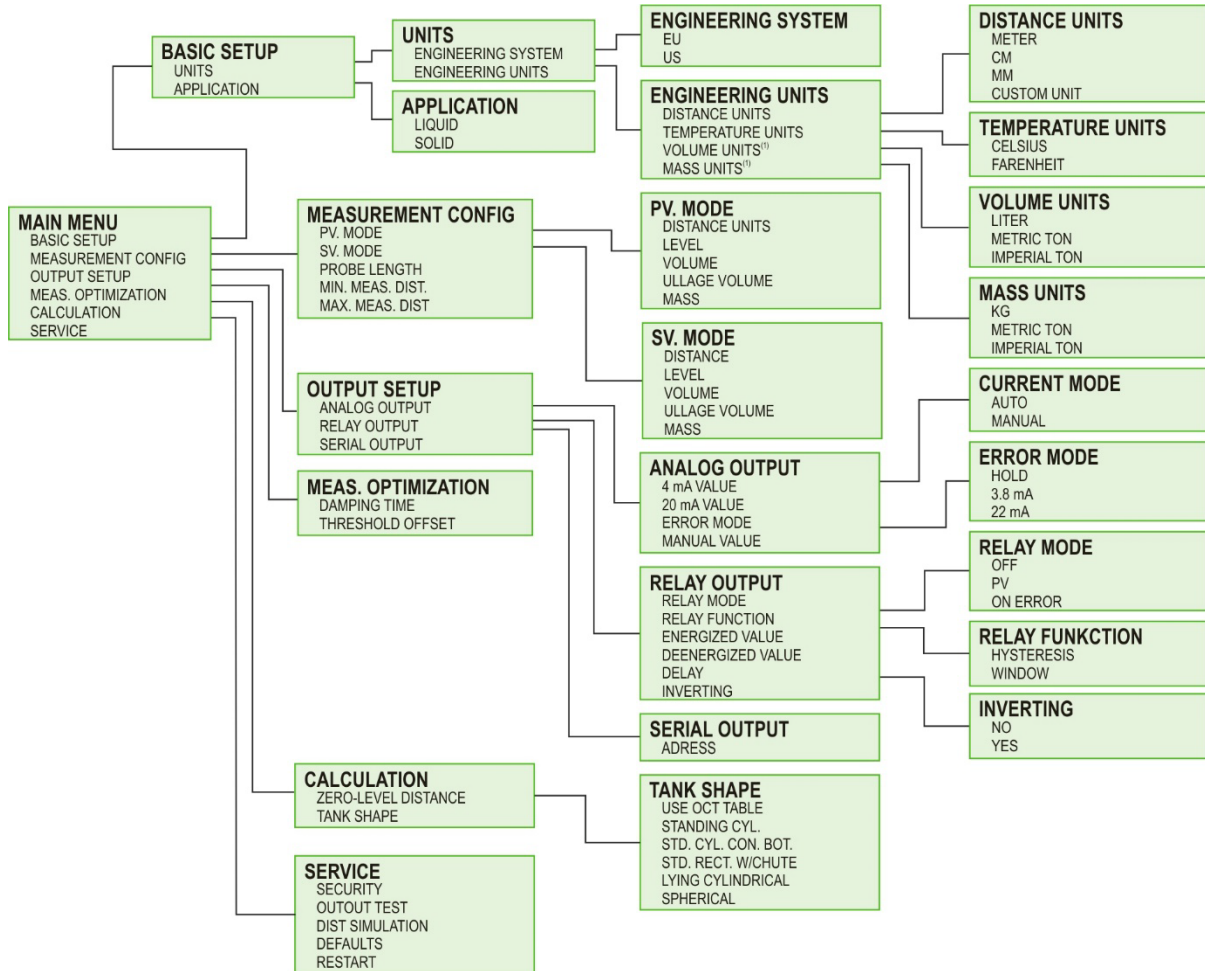 MAIN MENU
BASIC SETUP
MEASUREMENT CONFIG
OUTPUT SETUP
MEAS. OPTIMIZATION
CALCULATION
SERVICE
BASIC SETUP
UNITS
APPLICATION
UNITS
ENGINEERING SYSTEM
ENGINEERING UNITS
APPLICATION
LIQUID
SOLID
MEASUREMENT CONFIG
PV. MODE
SV. MODE
PROBE LENGTH
MIN. MEAS. DIST.
MAX. MEAS. DIST
OUTPUT SETUP
ANALOG OUTPUT
RELAY OUTPUT
SERIAL OUTPUT
MEAS. OPTIMIZATION
DAMPING TIME
THRESHOLD OFFSET
CALCULATION
ZERO-LEVEL DISTANCE
TANK SHAPE
SERVICE
SECURITY
OUTOUT TEST
DIST SIMULATION
DEFAULTS
RESTART
ENGINEERING SYSTEM
EU
US
ENGINEERING UNITS
DISTANCE UNITS
TEMPERATURE UNITS
VOLUME UNITS(1)
MASS UNITS(1)
PV. MODE
DISTANCE UNITS
LEVEL
VOLUME
ULLAGE VOLUME
MASS
SV. MODE
DISTANCE
LEVEL
VOLUME
ULLAGE VOLUME
MASS
ANALOG OUTPUT
4 mA VALUE
20 mA VALUE
ERROR MODE
MANUAL VALUE
RELAY OUTPUT
RELAY MODE
RELAY FUNCTION
ENERGIZED VALUE
DEENERGIZED VALUE
DELAY
INVERTING
SERIAL OUTPUT
ADRESS
TANK SHAPE
USE OCT TABLE
STANDING CYL.
STD. CYL. CON. BOT.
STD. RECT. W/CHUTE
LYING CYLINDRICAL
SPHERICAL
DISTANCE UNITS
METER
CM
MM
CUSTOM UNIT
TEMPERATURE UNITS
CELSIUS
FARENHEIT
VOLUME UNITS
LITER
METRIC TON
IMPERIAL TON
MASS UNITS
KG
METRIC TON
IMPERIAL TON
CURRENT MODE
AUTO
MANUAL
ERROR MODE
HOLD
3.8 mA
22 mA
RELAY MODE
OFF
PV
ON ERROR
RELAY FUNKCTION
HYSTERESIS
WINDOW
INVERTING
NO
YES